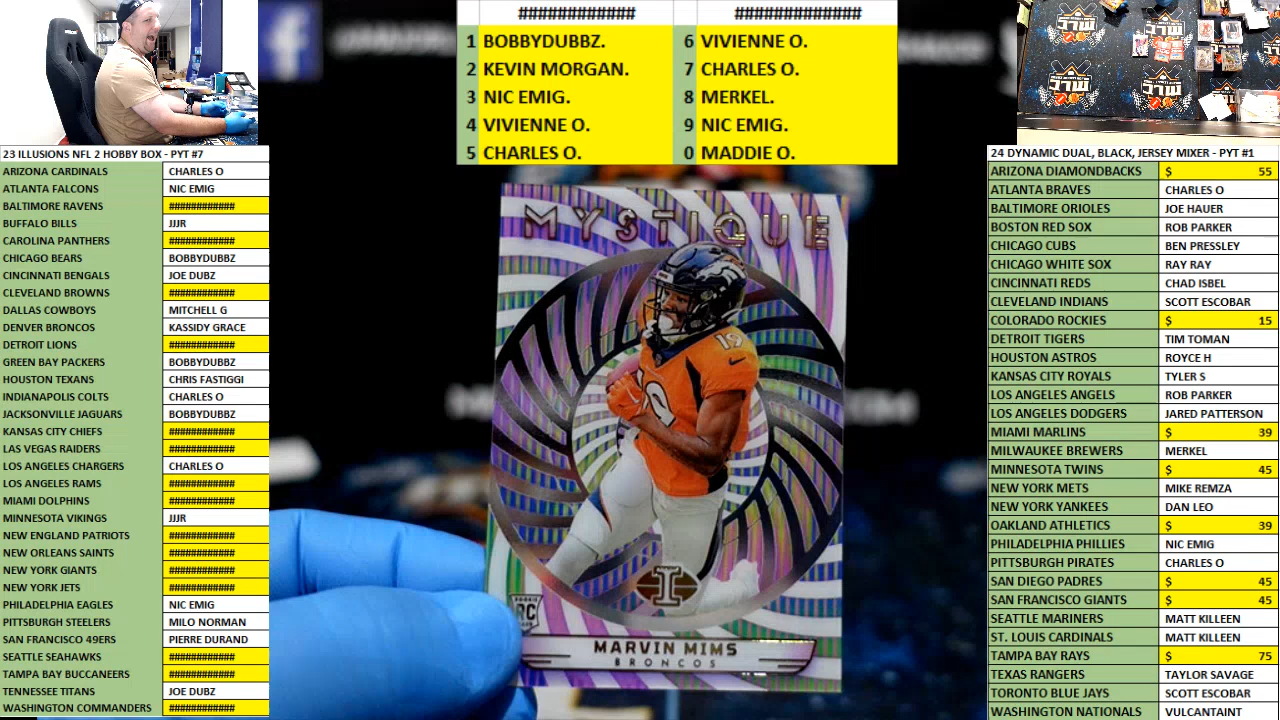 ############ ############
1 BOBBYDUBBZ. 6 VIVIENNE O.
2 KEVIN MORGAN. 7 CHARLES O.
3 NIC EMIG. 8 MERKEL.
4 VIVIENNE O. 9 NIC EMIG.
5 CHARLES O. 0 MADDIE O.
23 ILLUSIONS NFL 2 HOBBY BOX - PYT #7
ARIZONA CARDINALS CHARLES O
ATLANTA FALCONS NIC EMIG
BALTIMORE RAVENS ############
BUFFALO BILLS JJJR
CAROLINA PANTHERS ############
CHICAGO BEARS BOBBYDUBBZ
CINCINNATI BENGALS JOE DUBZ
CLEVELAND BROWNS ############
DALLAS COWBOYS MITCHELL G
DENVER BRONCOS KASSIDY GRACE
DETROIT LIONS ############
GREEN BAY PACKERS BOBBYDUBBZ
HOUSTON TEXANS CHRIS FASTIGGI
INDIANAPOLIS COLTS CHARLES O
JACKSONVILLE JAGUARS BOBBYDUBBZ
KANSAS CITY CHIEFS ############
LAS VEGAS RAIDERS ############
LOS ANGELES CHARGERS CHARLES O
LOS ANGELES RAMS ############
MIAMI DOLPHINS ############
MINNESOTA VIKINGS JJJR
NEW ENGLAND PATRIOTS ############
NEW ORLEANS SAINTS ############
NEW YORK GIANTS ############
NEW YORK JETS ############
PHILADELPHIA EAGLES NIC EMIG
PITTSBURGH STEELERS MILO NORMAN
SAN FRANCISCO 49ERS PIERRE DURAND
SEATTLE SEAHAWKS ############
TAMPA BAY BUCCANEERS ############
TENNESSEE TITANS JOE DUBZ
WASHINGTON COMMANDERS ############
MYSTIQUE
19
19
I
ROOKIE
RC
MARVIN MIMS
BRONCOS
24 DYNAMIC DUAL, BLACK, JERSEY MIXER - PYT #1
ARIZONA DIAMONDBACKS $ 55
ATLANTA BRAVES CHARLES O
BALTIMORE ORIOLES JOE HAUER
BOSTON RED SOX ROB PARKER
CHICAGO CUBS BEN PRESSLEY
CHICAGO WHITE SOX RAY RAY
CINCINNATI REDS CHAD ISBEL
CLEVELAND INDIANS SCOTT ESCOBAR
COLORADO ROCKIES $ 15
DETROIT TIGERS TIM TOMAN
HOUSTON ASTROS ROYCE H
KANSAS CITY ROYALS TYLER S
LOS ANGELES ANGELS ROB PARKER
LOS ANGELES DODGERS JARED PATTERSON
MIAMI MARLINS $ 39
MILWAUKEE BREWERS MERKEL
MINNESOTA TWINS $ 45
NEW YORK METS MIKE REMZA
NEW YORK YANKEES DAN LEO
OAKLAND ATHLETICS $ 39
PHILADELPHIA PHILLIES NIC EMIG
PITTSBURGH PIRATES CHARLES O
SAN DIEGO PADRES $ 45
SAN FRANCISCO GIANTS $ 45
SEATTLE MARINERS MATT KILLEEN
ST. LOUIS CARDINALS MATT KILLEEN
TAMPA BAY RAYS $ 75
TEXAS RANGERS TAYLOR SAVAGE
TORONTO BLUE JAYS SCOTT ESCOBAR
WASHINGTON NATIONALS VULCANTAINT